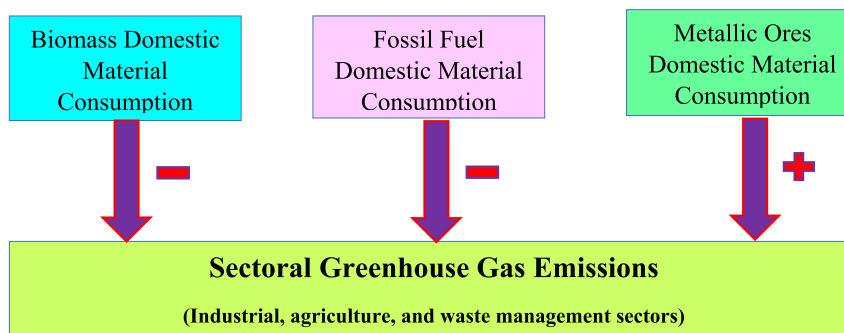 Biomass Domestic
Material
Consumption
Fossil Fuel
Domestic Material
Consumption
Metallic Ores
Domestic Material
Consumption
Sectoral Greenhouse Gas Emissions
(Industrial, agriculture, and waste management sectors)